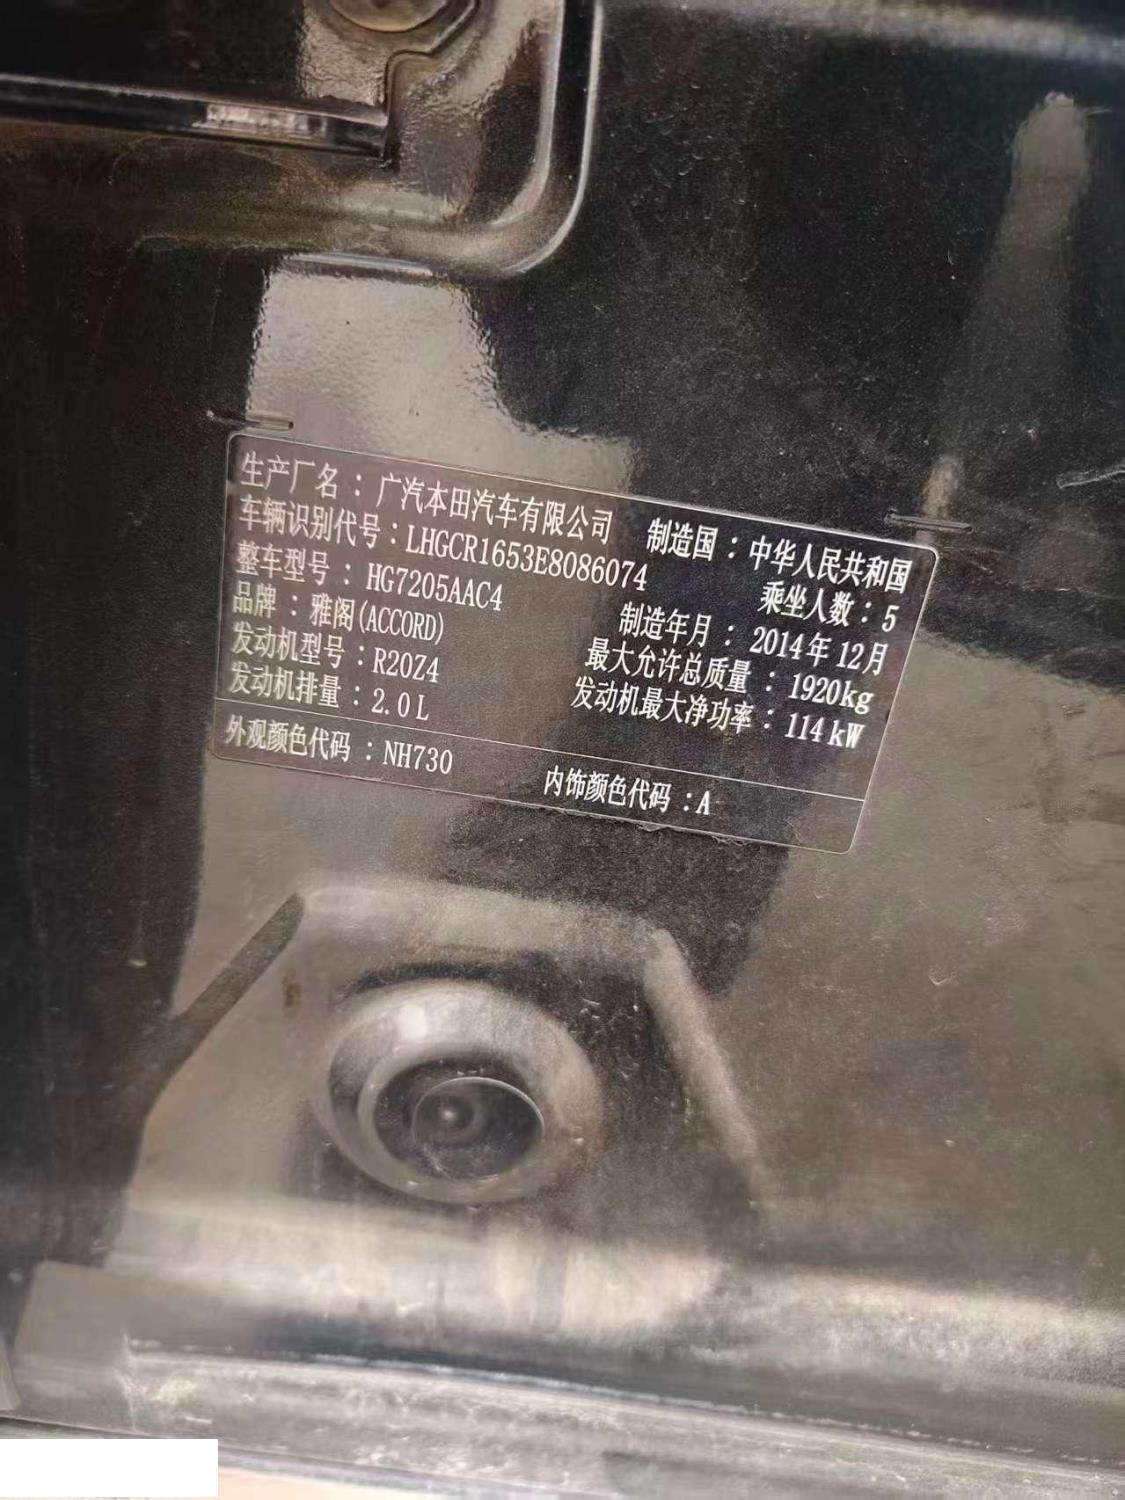 生产厂名：广汽本田汽车有限公司 制造国：中华人民共和国
车辆识别代号：LHGCR1653E8086074 乘坐人数：5
整车型号：HG7205AAC4 制造年月：2014年12月
品牌：雅阁(ACCORD) 最大允许总质量：1920kg
发动机型号：R20Z4 发动机最大净功率：114kW
发动机排量：2.0L
外观颜色代码：NH730 内饰颜色代码：A